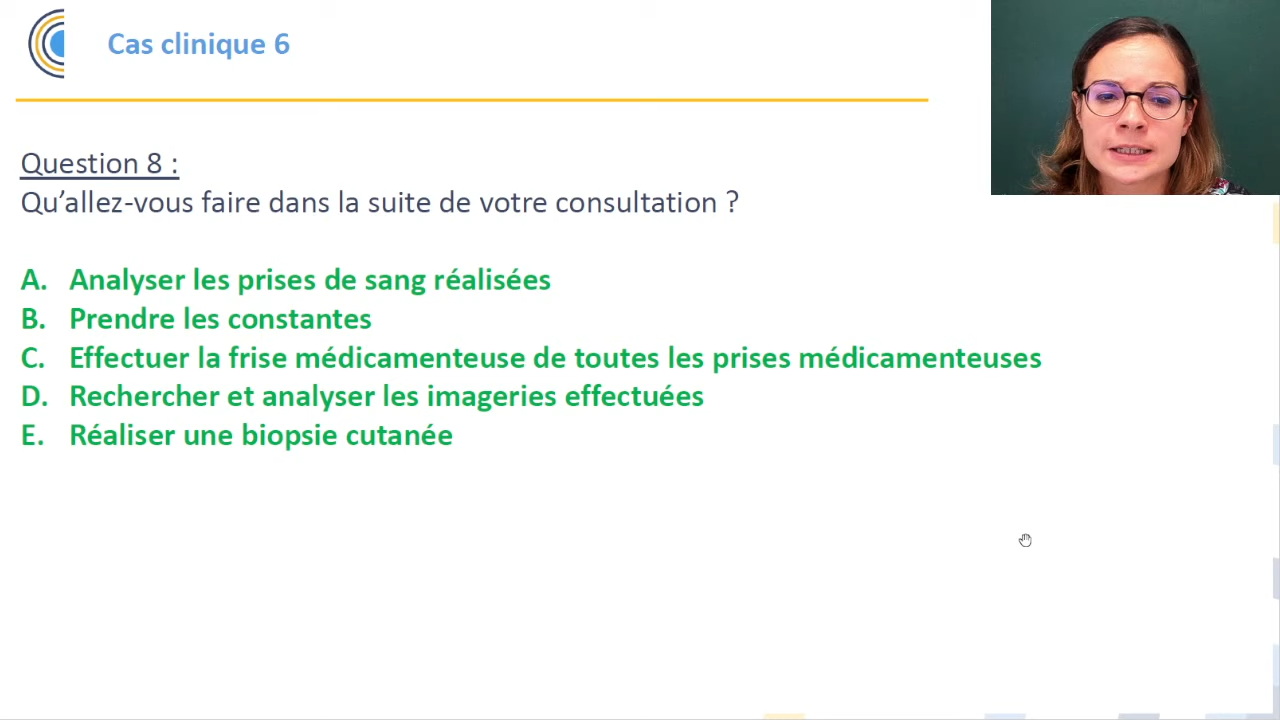 Cas clinique 6
Question 8 :
Qu’allez-vous faire dans la suite de votre consultation ?
A. Analyser les prises de sang réalisées
B. Prendre les constantes
C. Effectuer la frise médicamenteuse de toutes les prises médicamenteuses
D. Rechercher et analyser les imageries effectuées
E. Réaliser une biopsie cutanée